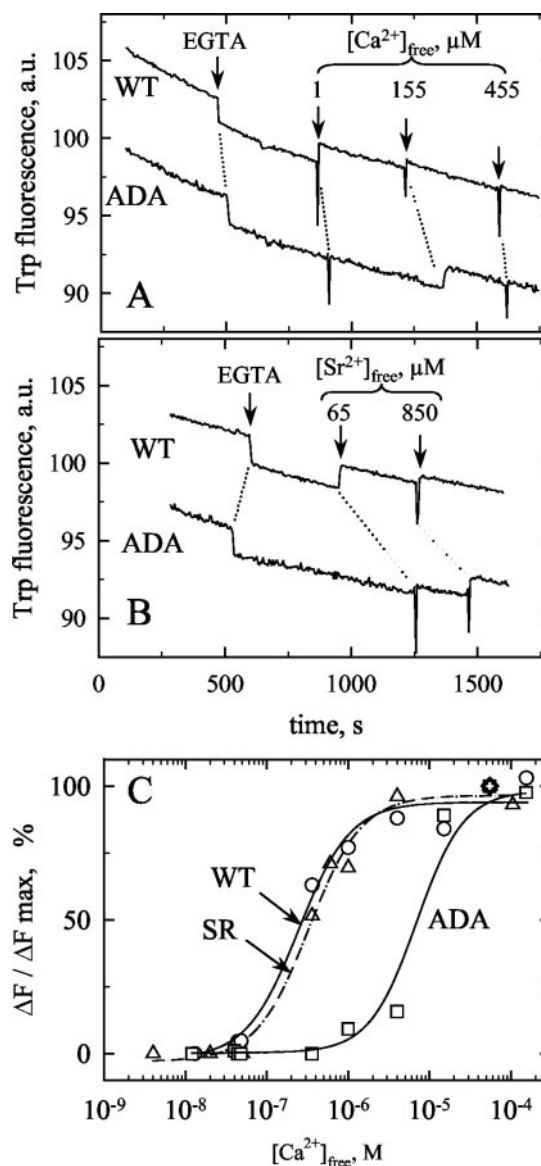 EGTA
[Ca²⁺]free, μM
1 155 455
105
100
95
90
Trp fluorescence, a.u.
WT
ADA
A
EGTA
[Sr²⁺]free, μM
65 850
105
100
95
90
Trp fluorescence, a.u.
WT
ADA
B
0 500 1000 1500
time, s
C
100
50
0
ΔF / ΔF max, %
WT
SR
ADA
10⁻⁹ 10⁻⁸ 10⁻⁷ 10⁻⁶ 10⁻⁵ 10⁻⁴
[Ca²⁺]free, M